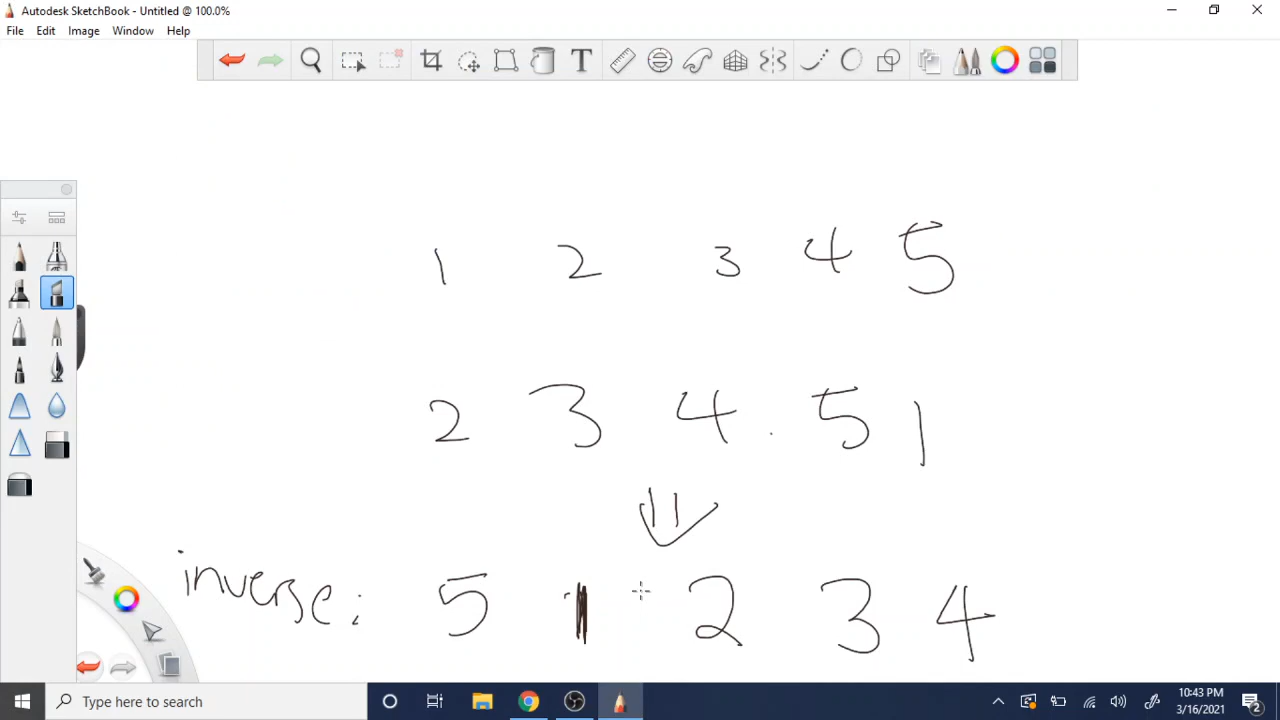 Autodesk SketchBook - Untitled @ 100.0%
File Edit Image Window Help
1 2 3 4 5
2 3 4 . 5 1
inverse: 5 1 2 3 4
Type here to search
10:43 PM
3/16/2021
2